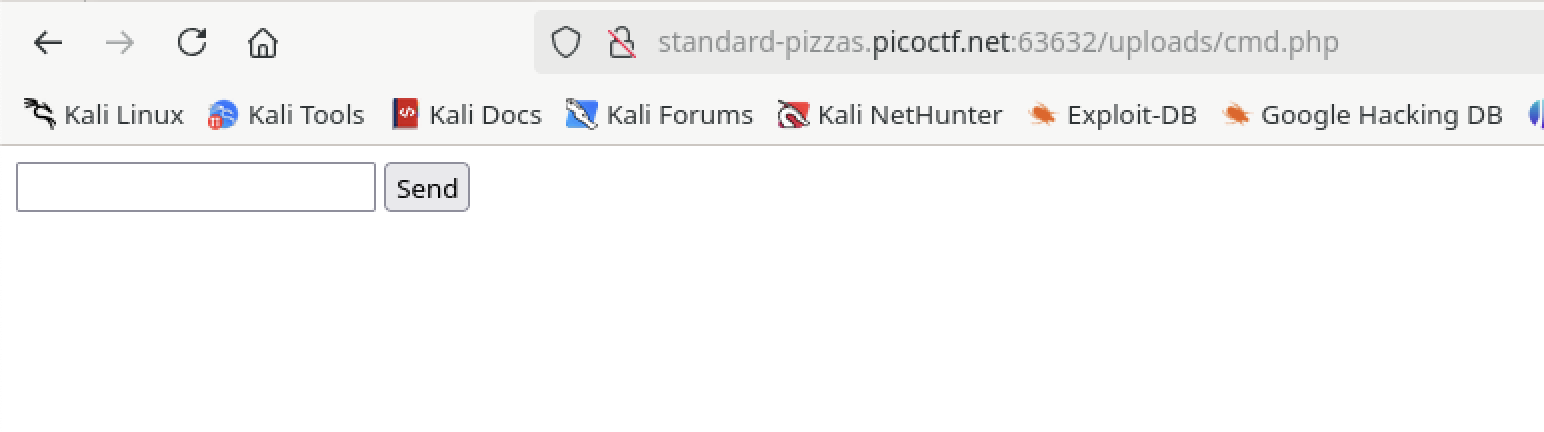 standard-pizzas.picoctf.net:63632/uploads/cmd.php
Kali Linux Kali Tools Kali Docs Kali Forums Kali NetHunter Exploit-DB Google Hacking DB
Send